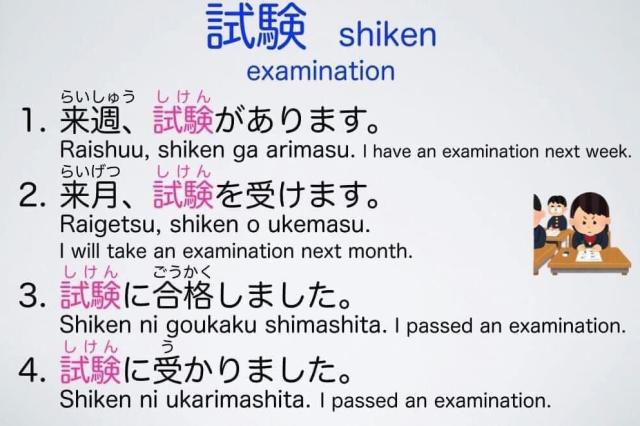 試験 shiken
examination
らいしゅう しけん
1. 来週、試験があります。
Raishuu, shiken ga arimasu. I have an examination next week.
らいげつ しけん
2. 来月、試験を受けます。
Raigetsu, shiken o ukemasu.
I will take an examination next month.
しけん ごうかく
3. 試験に合格しました。
Shiken ni goukaku shimashita. I passed an examination.
しけん う
4. 試験に受かりました。
Shiken ni ukarimashita. I passed an examination.